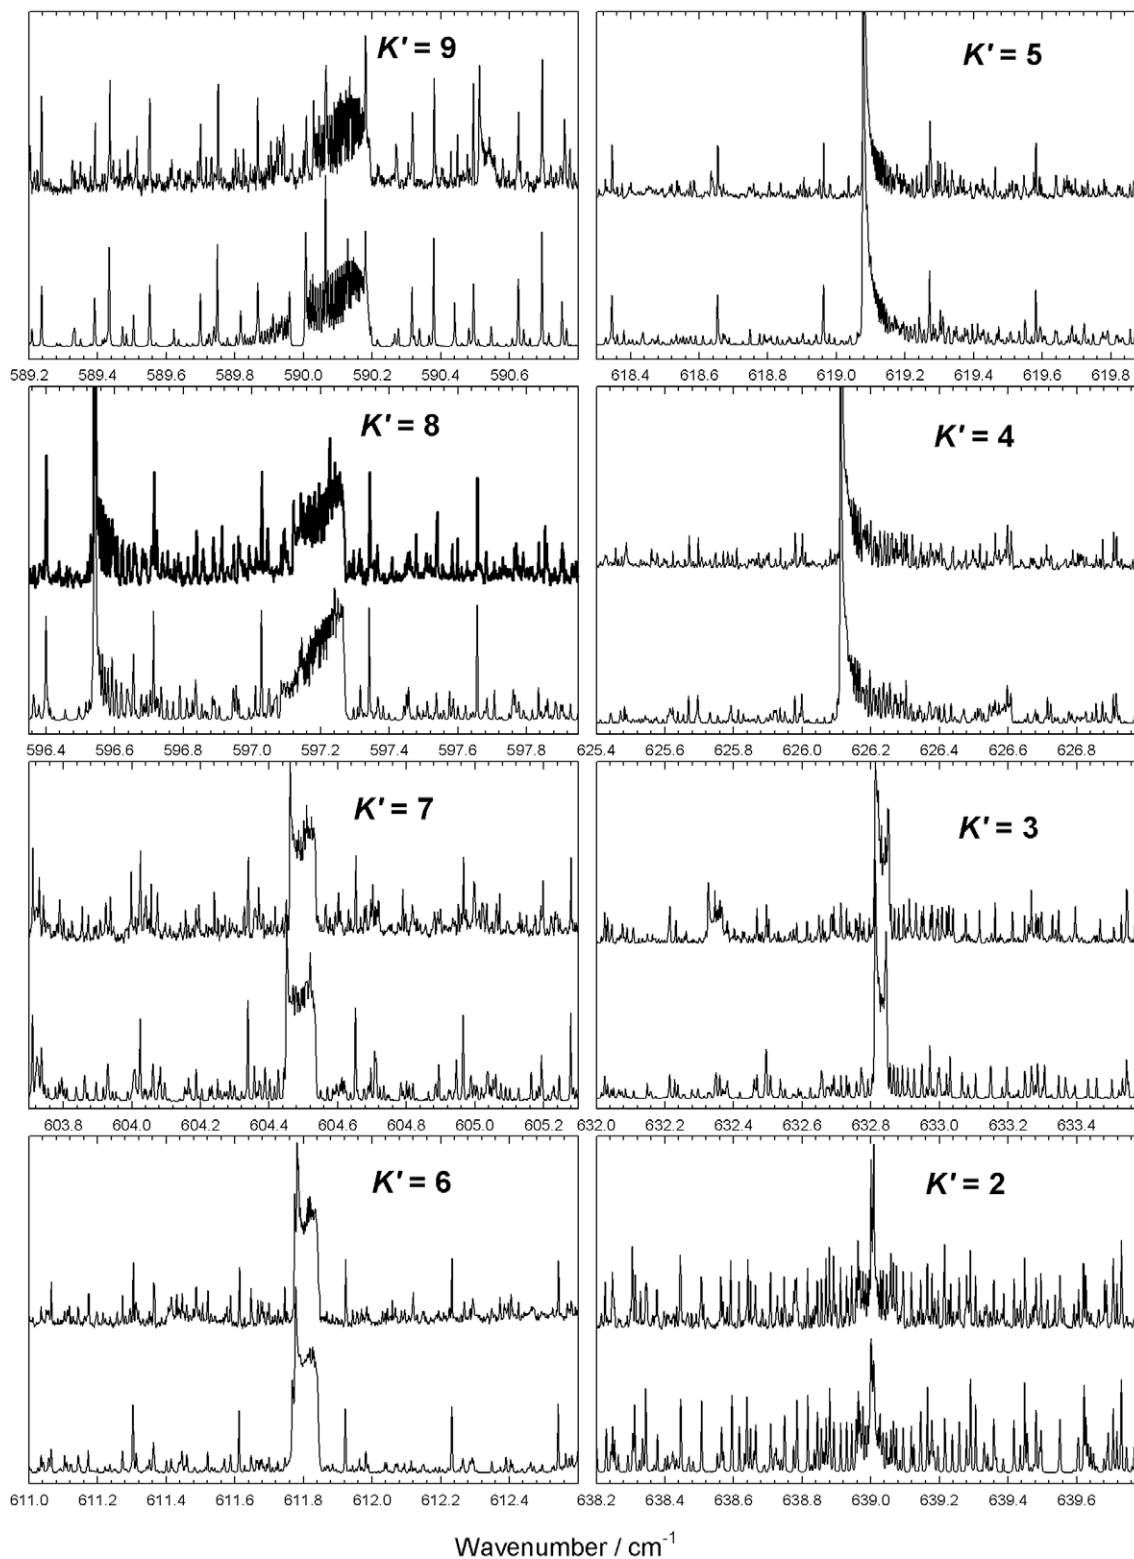 K' = 9
589.2 589.4 589.6 589.8 590.0 590.2 590.4 590.6
K' = 5
618.4 618.6 618.8 619.0 619.2 619.4 619.6 619.8
K' = 8
596.4 596.6 596.8 597.0 597.2 597.4 597.6 597.8
K' = 4
625.4 625.6 625.8 626.0 626.2 626.4 626.6 626.8
K' = 7
603.8 604.0 604.2 604.4 604.6 604.8 605.0 605.2
K' = 3
632.0 632.2 632.4 632.6 632.8 633.0 633.2 633.4
K' = 6
611.0 611.2 611.4 611.6 611.8 612.0 612.2 612.4
K' = 2
638.2 638.4 638.6 638.8 639.0 639.2 639.4 639.6
Wavenumber / cm⁻¹